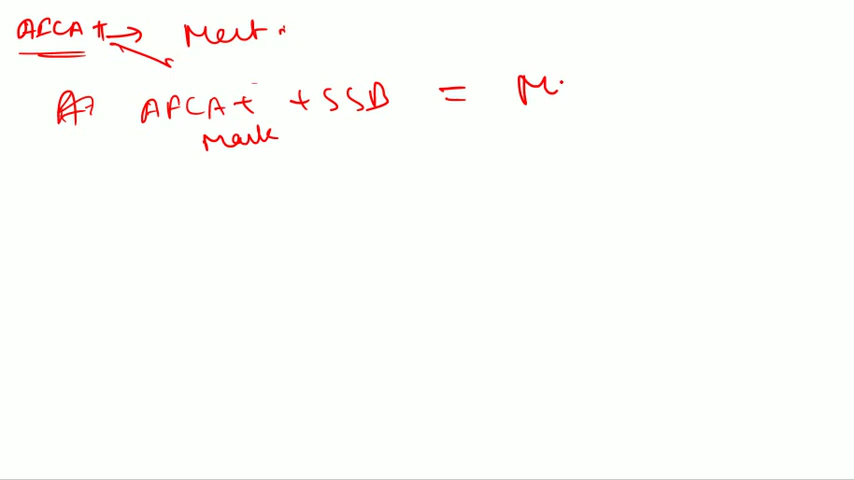 AFCAT → Merit
AFCAT + SSB = M.
Mark